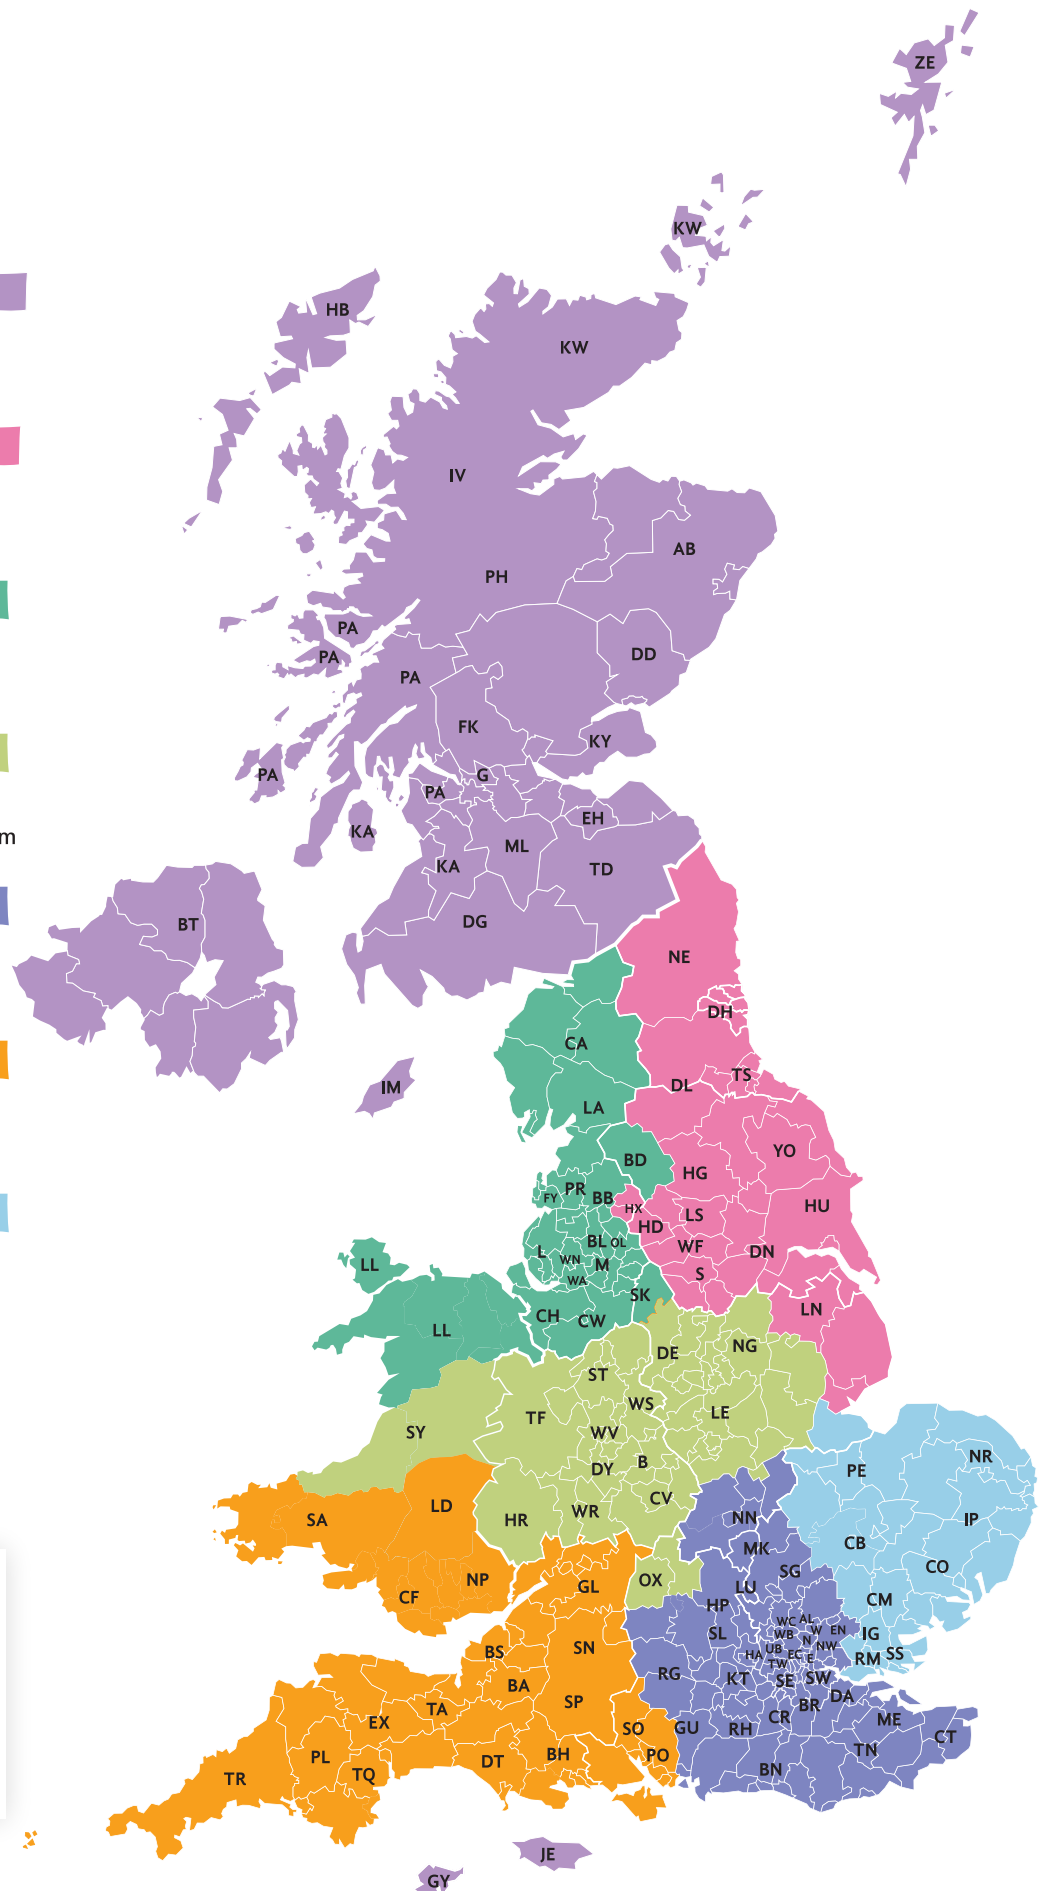 ZE
KW
HB
KW
IV
AB
PH
PA
DD
PA
PA
FK
KY
PA
G
PA
EH
KA
m
ML
KA
TD
BT
DG
NE
DH
CA
TS
IM
DL
LA
YO
BD
HG
PR
FY
BB
HX
HU
LS
HD
BL
OL
WF
L
DN
WN
M
LL
S
WA
SK
LN
CH
CW
LL
NG
DE
ST
WS
LE
TF
SY
WV
NR
B
DY
PE
CV
LD
WR
SA
HR
NN
IP
CB
MK
CO
SG
OX
NP
GL
LU
CF
CM
HP
WC
AL
W
EN
SL
WB
IG
N
NW
SN
UB
BS
HA
EC
E
SS
RM
TW
RG
KT
SE
SW
BA
DA
SP
BR
TA
CR
ME
EX
SO
GU
RH
CT
TN
PL
BH
PO
DT
BN
TQ
TR
JE
GY